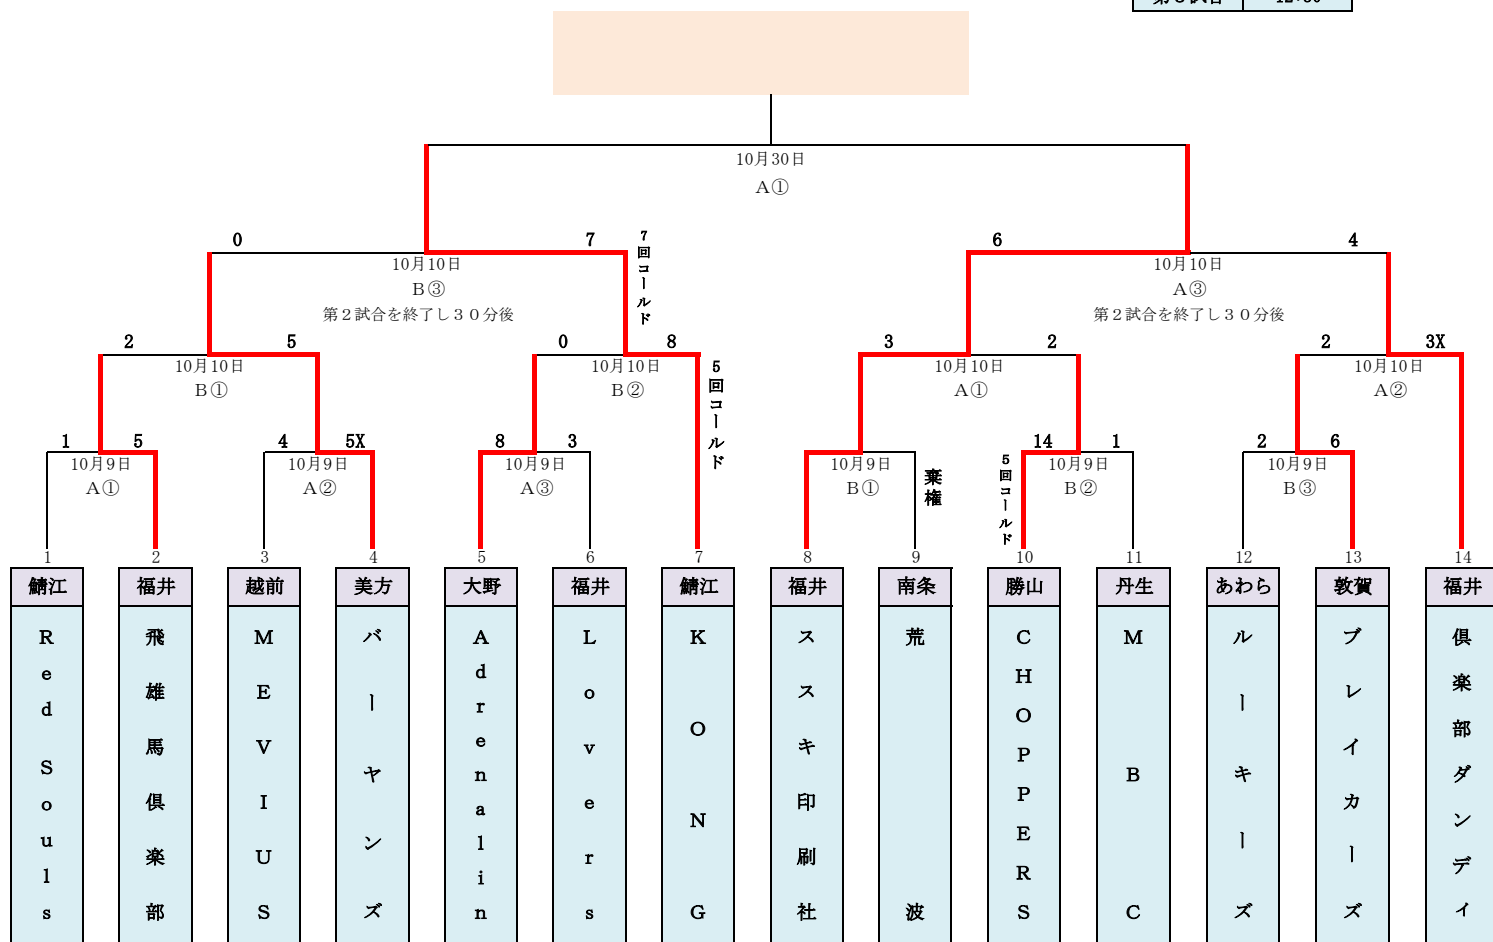 10月30日
A①
0
7
7回コールド
6
4
10月10日
B③
第2試合を終了し30分後
10月10日
A③
第2試合を終了し30分後
2
5
0
8
5回コールド
3
2
2
3X
10月10日
B①
10月10日
B②
10月10日
A①
10月10日
A②
1
5
4
5X
8
3
棄権
5回コールド
14
1
2
6
10月9日
A①
10月9日
A②
10月9日
A③
10月9日
B①
10月9日
B②
10月9日
B③
1
2
3
4
5
6
7
8
9
10
11
12
13
14
鯖江
福井
越前
美方
大野
福井
鯖江
福井
南条
勝山
丹生
あわら
敦賀
福井
Red Souls
飛雄馬倶楽部
MEVIUS
バーヤンズ
Adrenalin
Lovers
KONG
ススキ印刷社
荒波
CHOPPERS
MBC
ルーキーズ
ブレイカーズ
倶楽部ダンディ